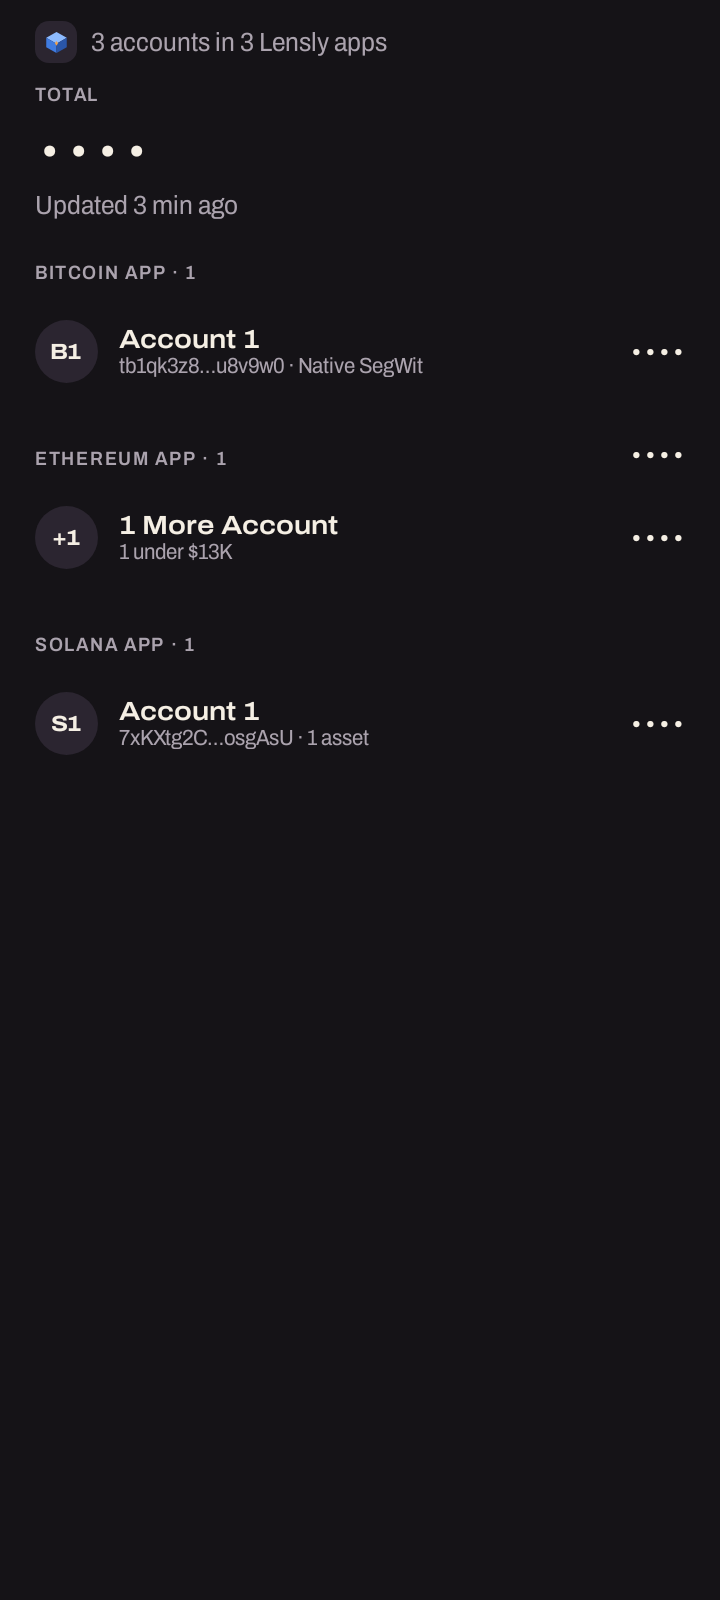 3 accounts in 3 Lensly apps
TOTAL
••••
Updated 3 min ago
BITCOIN APP · 1
B1
Account 1
tb1qk3z8...u8v9w0 · Native SegWit
••••
ETHEREUM APP · 1
••••
+1
1 More Account
1 under $13K
••••
SOLANA APP · 1
S1
Account 1
7xKXtg2C...osgAsU · 1 asset
••••